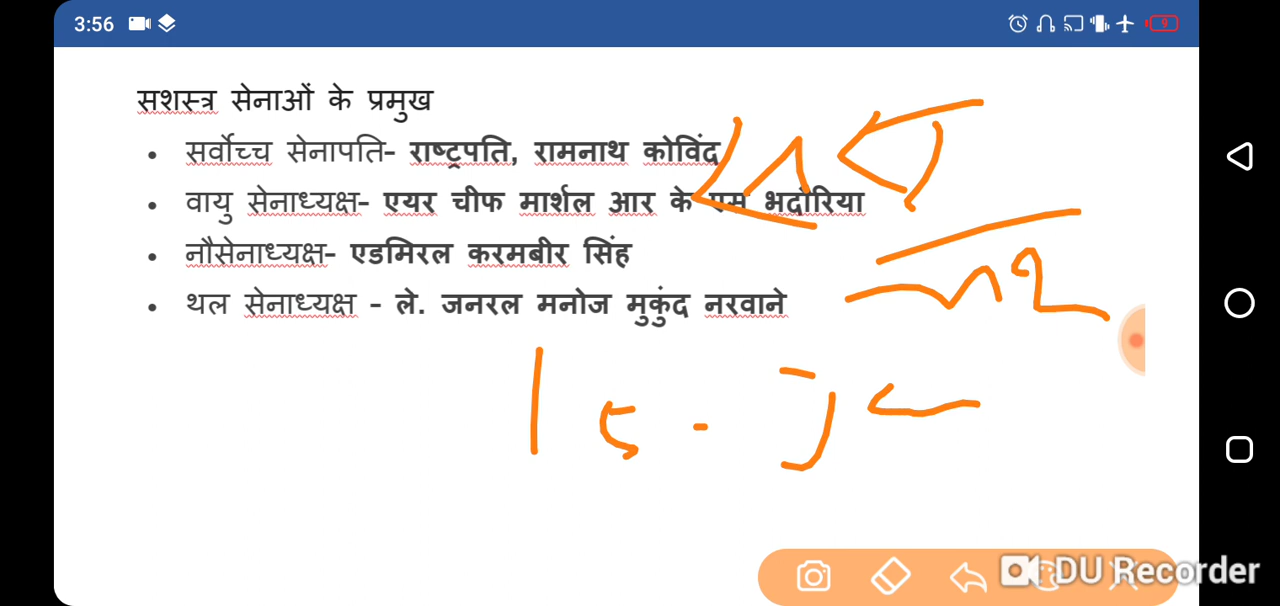 3:56 9
सशस्त्र सेनाओं के प्रमुख
• सर्वोच्च सेनापति- राष्ट्रपति, रामनाथ कोविंद
• वायु सेनाध्यक्ष- एयर चीफ मार्शल आर के एस भदोरिया
• नौसेनाध्यक्ष- एडमिरल करमबीर सिंह
• थल सेनाध्यक्ष - ले. जनरल मनोज मुकुंद नरवाने
DU Recorder